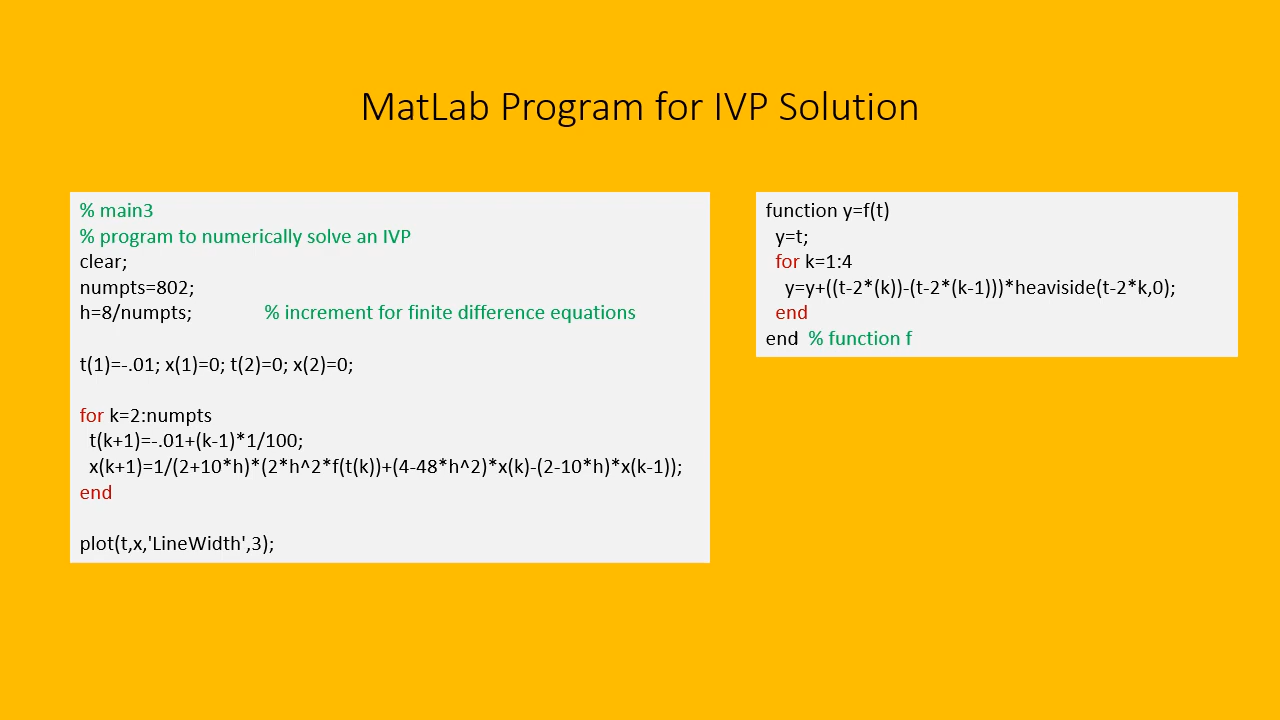 MatLab Program for IVP Solution
% main3
% program to numerically solve an IVP
clear;
numpts=802;
h=8/numpts; % increment for finite difference equations
t(1)=-.01; x(1)=0; t(2)=0; x(2)=0;
for k=2:numpts
t(k+1)=-.01+(k-1)*1/100;
x(k+1)=1/(2+10*h)*(2*h^2*f(t(k))+(4-48*h^2)*x(k)-(2-10*h)*x(k-1));
end
plot(t,x,'LineWidth',3);
function y=f(t)
y=t;
for k=1:4
y=y+((t-2*(k))-(t-2*(k-1)))*heaviside(t-2*k,0);
end
end % function f